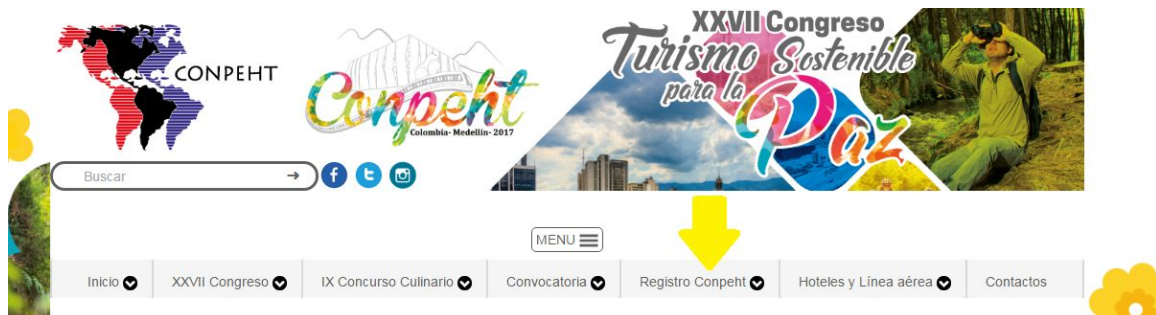 CONPEHT
Conpeht
Colombia- Medellín- 2017
XXVII Congreso
Turismo Sostenible
para la
Paz
Buscar
MENU
Inicio XXVII Congreso IX Concurso Culinario Convocatoria Registro Conpeht Hoteles y Línea aérea Contactos